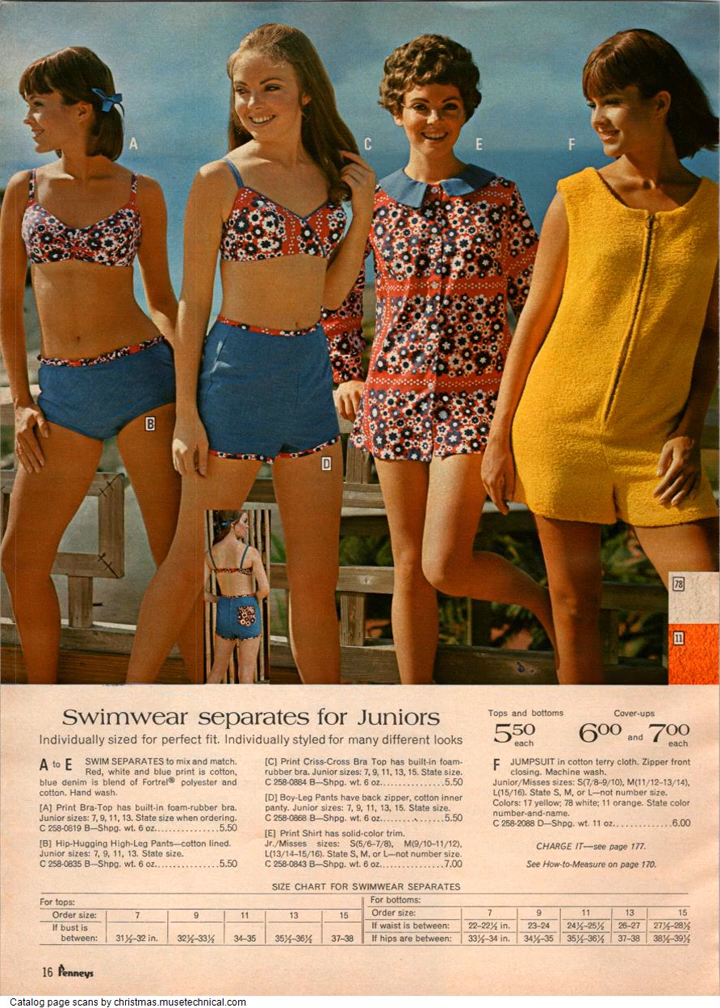 A
C
E
F
B
D
78
11
Swimwear separates for Juniors
Individually sized for perfect fit. Individually styled for many different looks
Tops and bottoms
5⁵⁰ each
Cover-ups
6⁰⁰ and 7⁰⁰ each
A to E SWIM SEPARATES to mix and match.
Red, white and blue print is cotton,
blue denim is blend of Fortrel® polyester and
cotton. Hand wash.
[A] Print Bra-Top has built-in foam-rubber bra.
Junior sizes: 7, 9, 11, 13. State size when ordering.
C 258-0819 B—Shpg. wt. 6 oz. 5.50
[B] Hip-Hugging High-Leg Pants—cotton lined.
Junior sizes: 7, 9, 11, 13. State size.
C 258-0835 B—Shpg. wt. 6 oz. 5.50
[C] Print Criss-Cross Bra Top has built-in foam-
rubber bra. Junior sizes: 7, 9, 11, 13, 15. State size.
C 258-0884 B—Shpg. wt. 6 oz. 5.50
[D] Boy-Leg Pants have back zipper, cotton inner
panty. Junior sizes: 7, 9, 11, 13, 15. State size.
C 258-0868 B—Shpg. wt. 6 oz. 5.50
[E] Print Shirt has solid-color trim.
Jr./Misses sizes: S(5/6-7/8), M(9/10-11/12),
L(13/14-15/16). State S, M, or L—not number size.
C 258-0843 B—Shpg. wt. 6 oz. 7.00
F JUMPSUIT in cotton terry cloth. Zipper front
closing. Machine wash.
Junior/Misses sizes: S(7/8-9/10), M(11/12-13/14),
L(15/16). State S, M, or L—not number size.
Colors: 17 yellow; 78 white; 11 orange. State color
number-and-name.
C 258-2088 D—Shpg. wt. 11 oz. 6.00
CHARGE IT—see page 177.
See How-to-Measure on page 170.
SIZE CHART FOR SWIMWEAR SEPARATES
For tops:
Order size: 7 9 11 13 15
If bust is between: 31½-32 in. 32½-33½ 34-35 35½-36½ 37-38
For bottoms:
Order size: 7 9 11 13 15
If waist is between: 22-22½ in. 23-24 24½-25½ 26-27 27½-28½
If hips are between: 33½-34 in. 34½-35 35½-36½ 37-38 38½-39½
16 Penneys
Catalog page scans by christmas.musetechnical.com